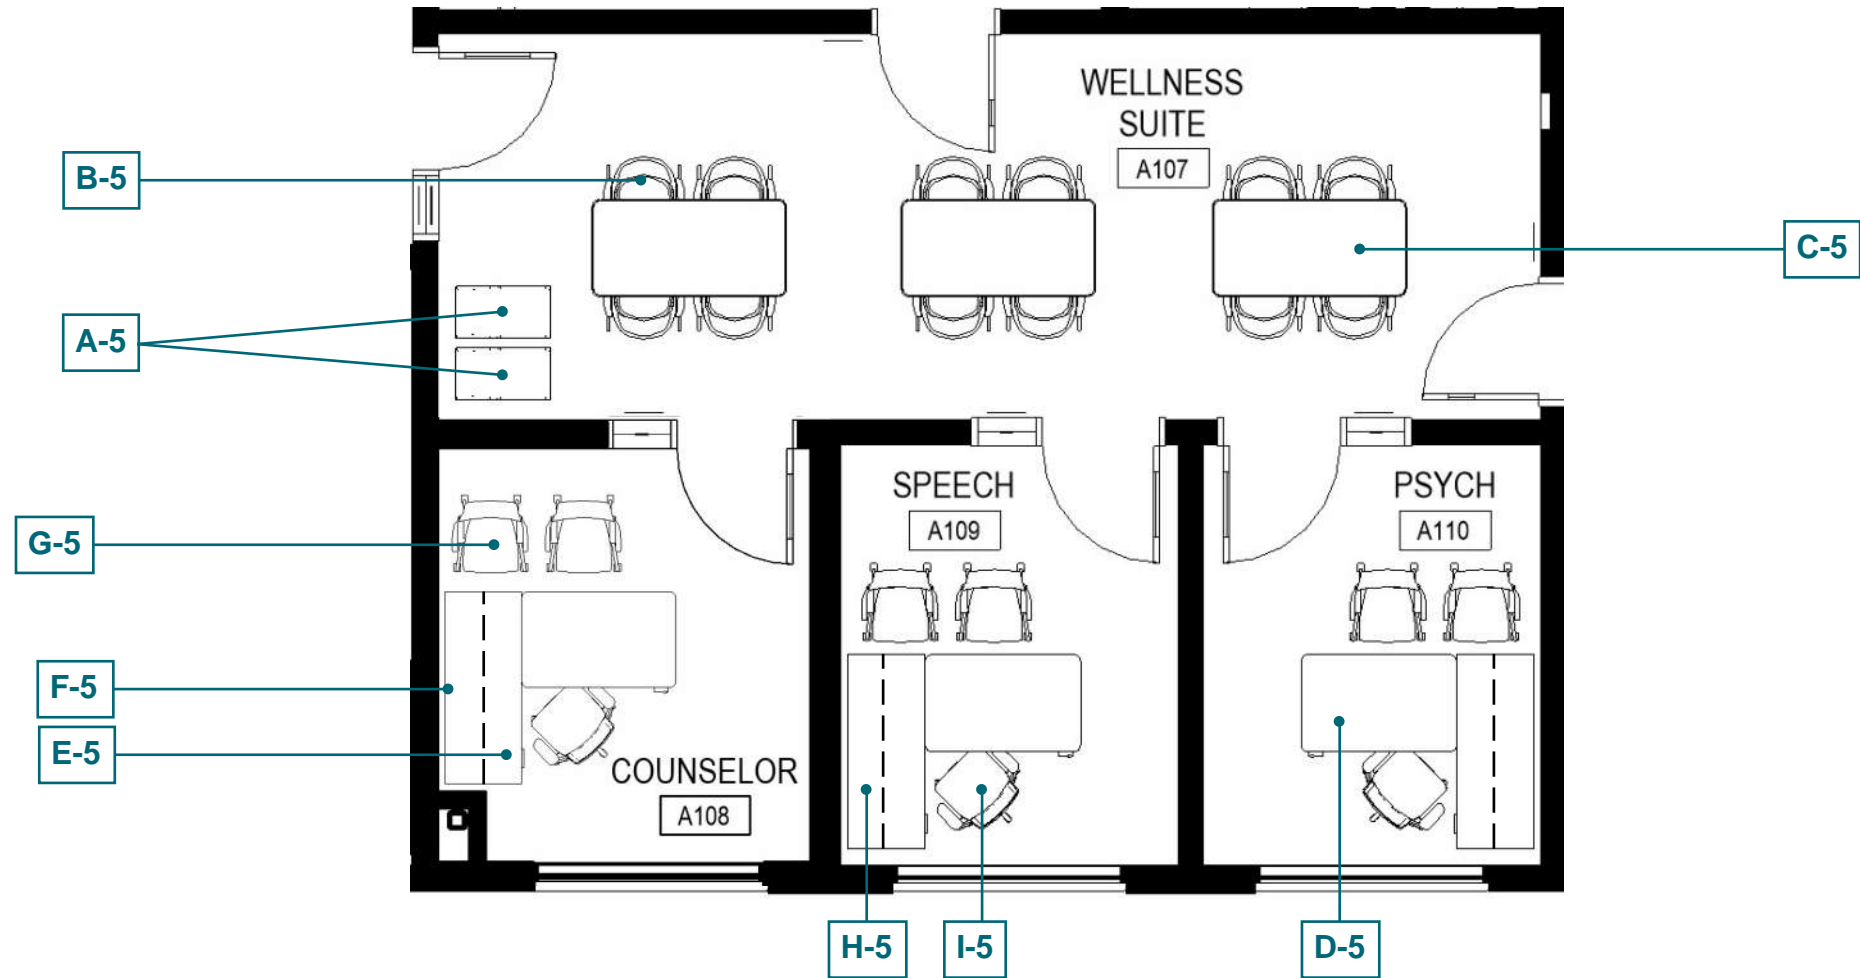 WELLNESS
SUITE
A107
B-5
C-5
A-5
SPEECH
A109
PSYCH
A110
G-5
F-5
E-5
COUNSELOR
A108
H-5
I-5
D-5